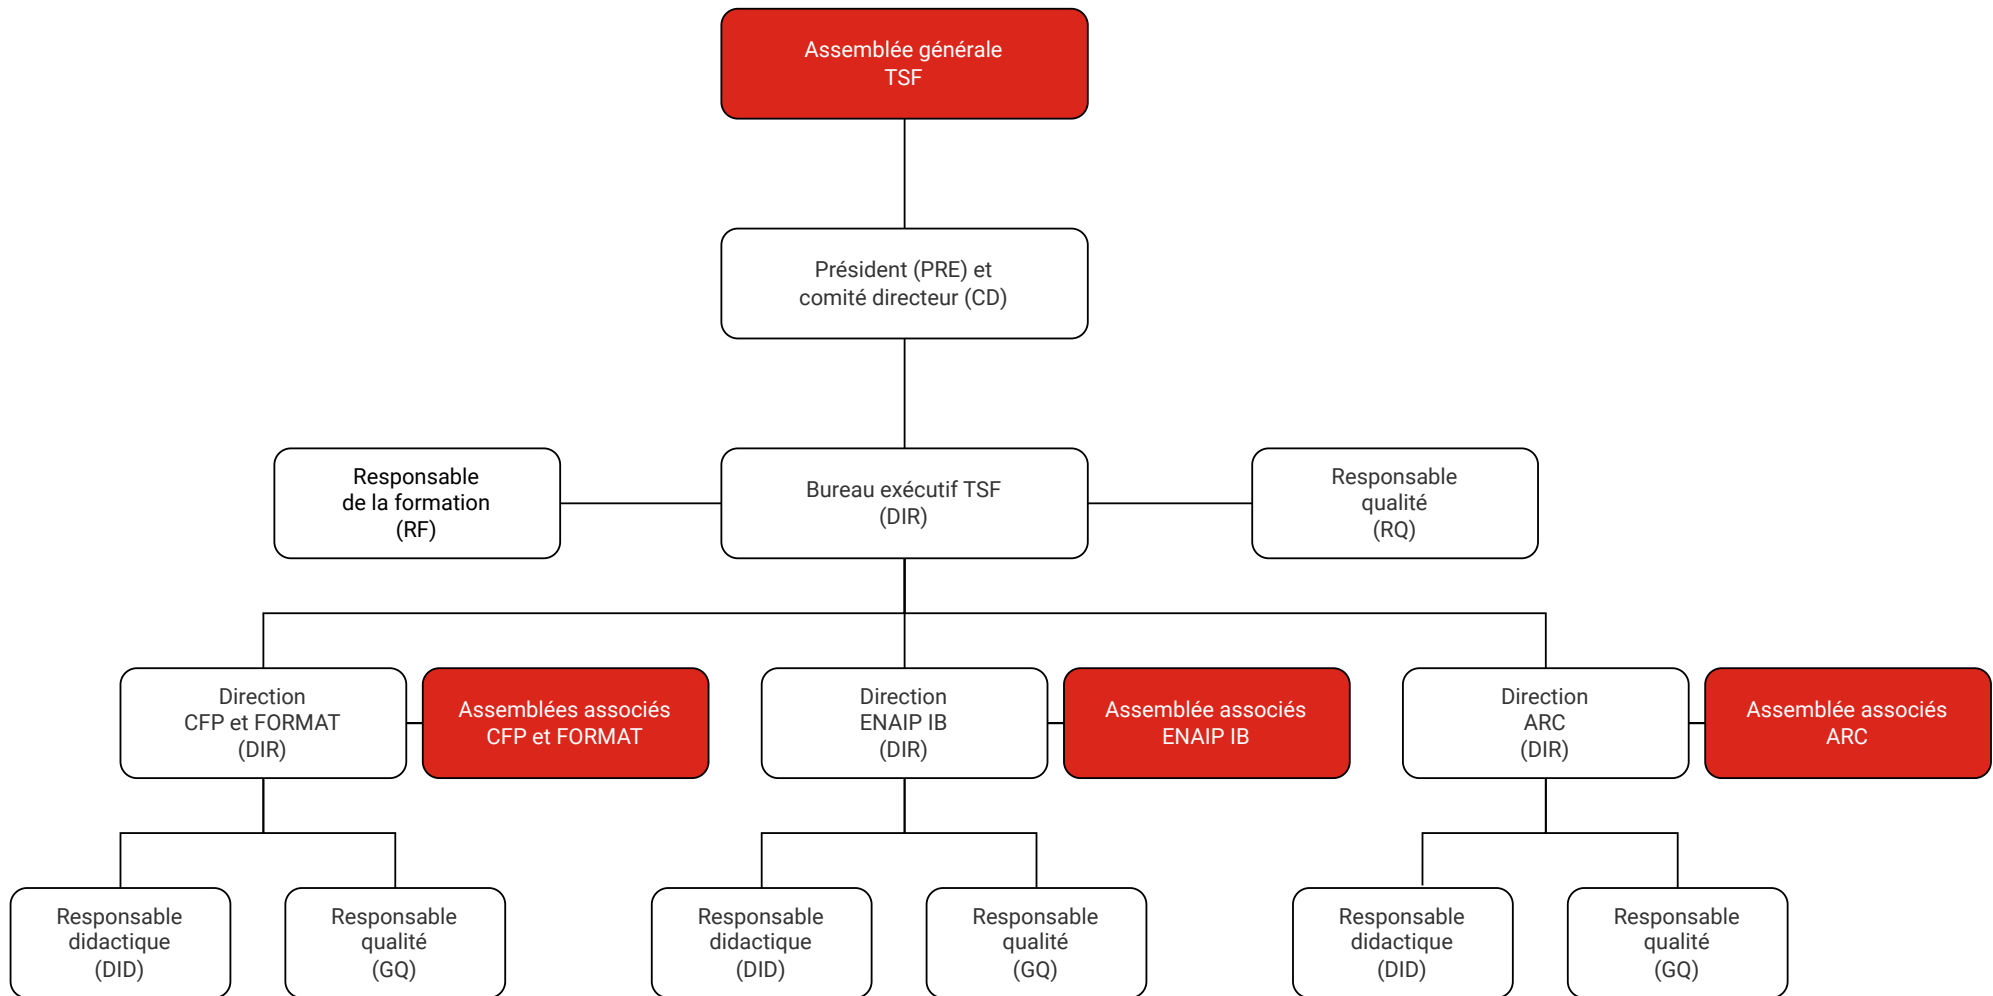 Assemblée générale
TSF
Président (PRE) et
comité directeur (CD)
Responsable
de la formation
(RF)
Bureau exécutif TSF
(DIR)
Responsable
qualité
(RQ)
Direction
CFP et FORMAT
(DIR)
Assemblées associés
CFP et FORMAT
Direction
ENAIP IB
(DIR)
Assemblée associés
ENAIP IB
Direction
ARC
(DIR)
Assemblée associés
ARC
Responsable
didactique
(DID)
Responsable
qualité
(GQ)
Responsable
didactique
(DID)
Responsable
qualité
(GQ)
Responsable
didactique
(DID)
Responsable
qualité
(GQ)